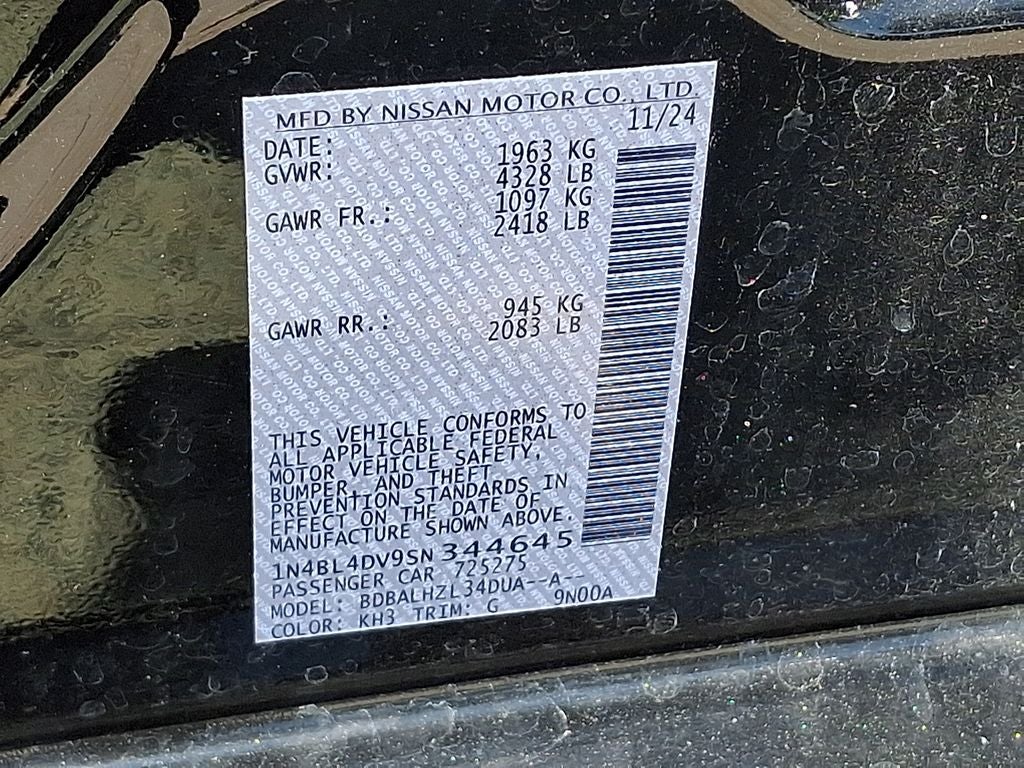 MFD BY NISSAN MOTOR CO., LTD.
DATE: 11/24
GVWR: 1963 KG
4328 LB
GAWR FR.: 1097 KG
2418 LB
GAWR RR.: 945 KG
2083 LB
THIS VEHICLE CONFORMS TO
ALL APPLICABLE FEDERAL
MOTOR VEHICLE SAFETY,
BUMPER, AND THEFT
PREVENTION STANDARDS IN
EFFECT ON THE DATE OF
MANUFACTURE SHOWN ABOVE.
1N4BL4DV9SN344645
PASSENGER CAR 725275
MODEL: BDBALHZL34DUA--A-- 9N00A
COLOR: KH3 TRIM: G